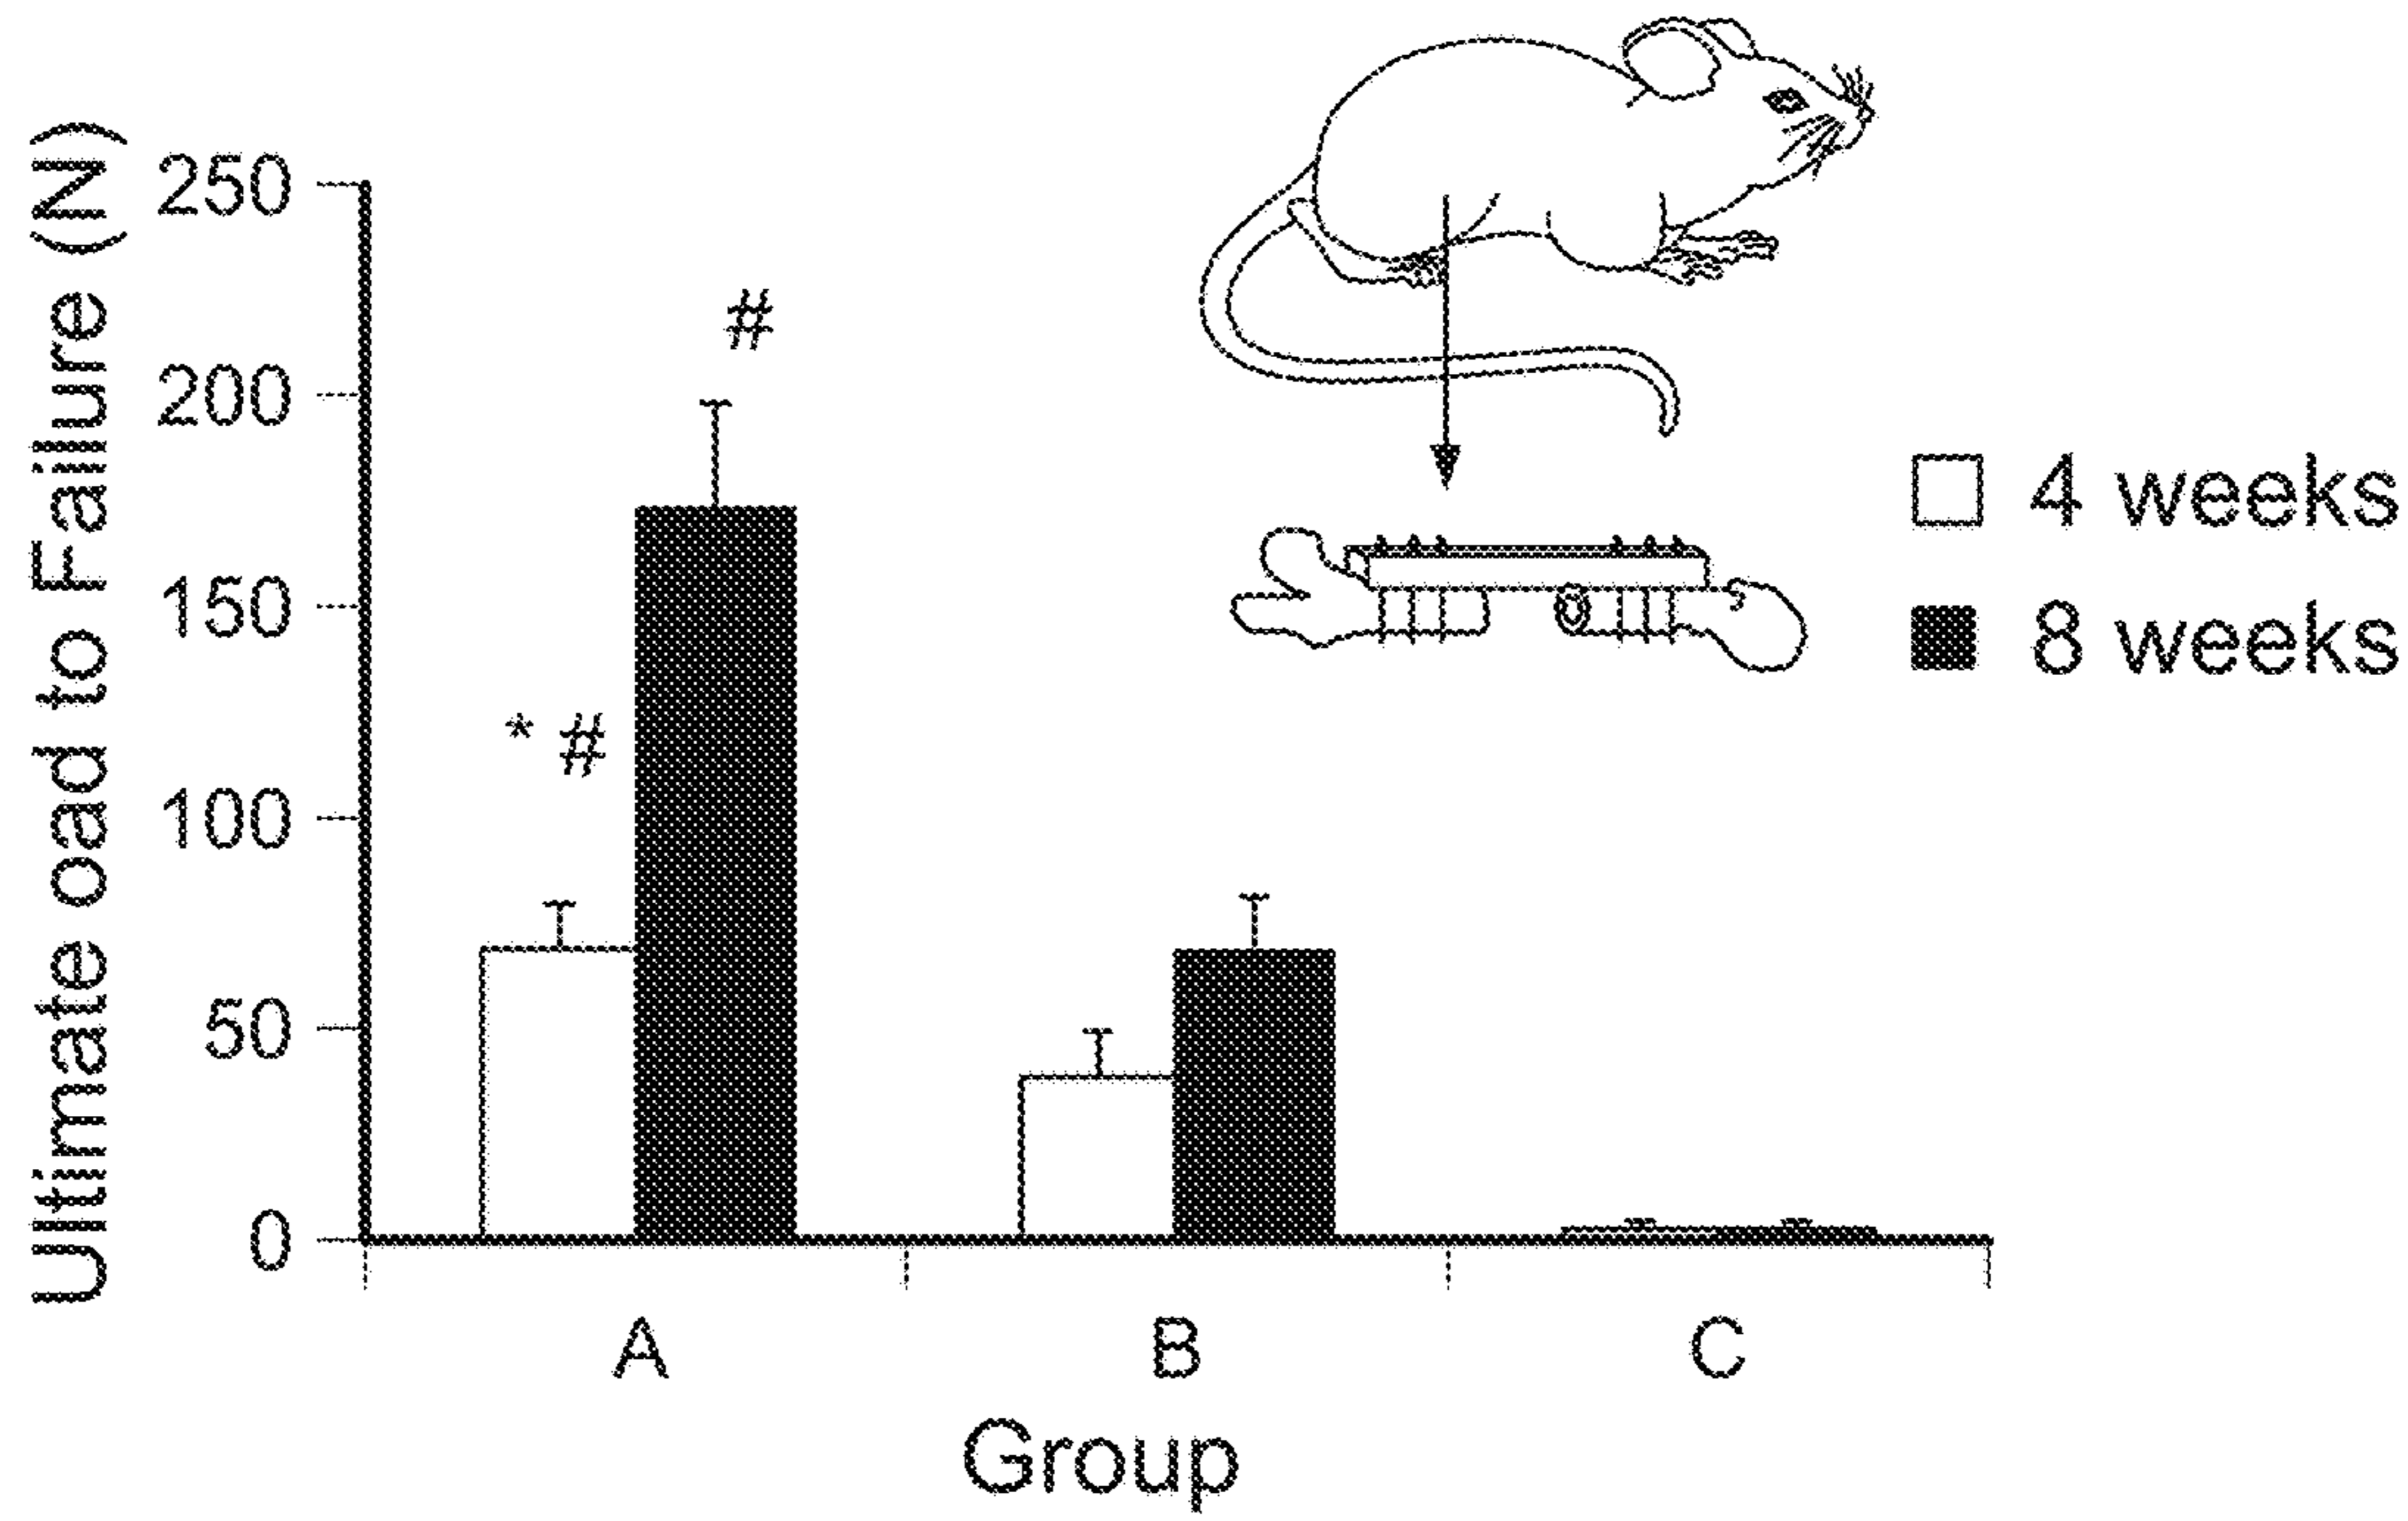 Ultimate oad to Failure (N)
250
200
150
100
50
0
#
* #
4 weeks
8 weeks
A B C
Group